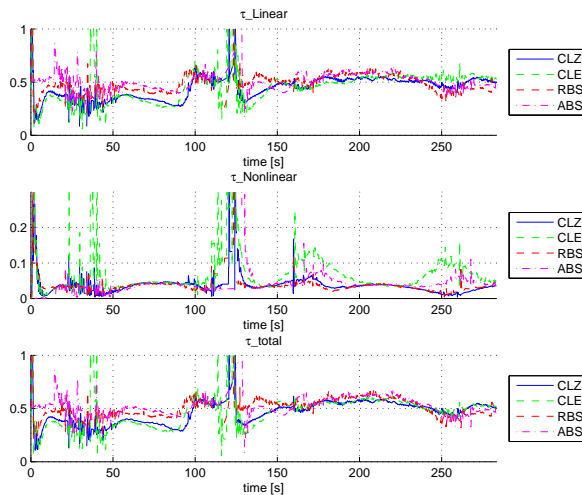 τ_Linear
1
0.5
0
0 50 100 150 200 250
time [s]
CLZ
CLE
RBS
ABS
τ_Nonlinear
0.2
0.1
0
0 50 100 150 200 250
time [s]
CLZ
CLE
RBS
ABS
τ_total
1
0.5
0
0 50 100 150 200 250
time [s]
CLZ
CLE
RBS
ABS